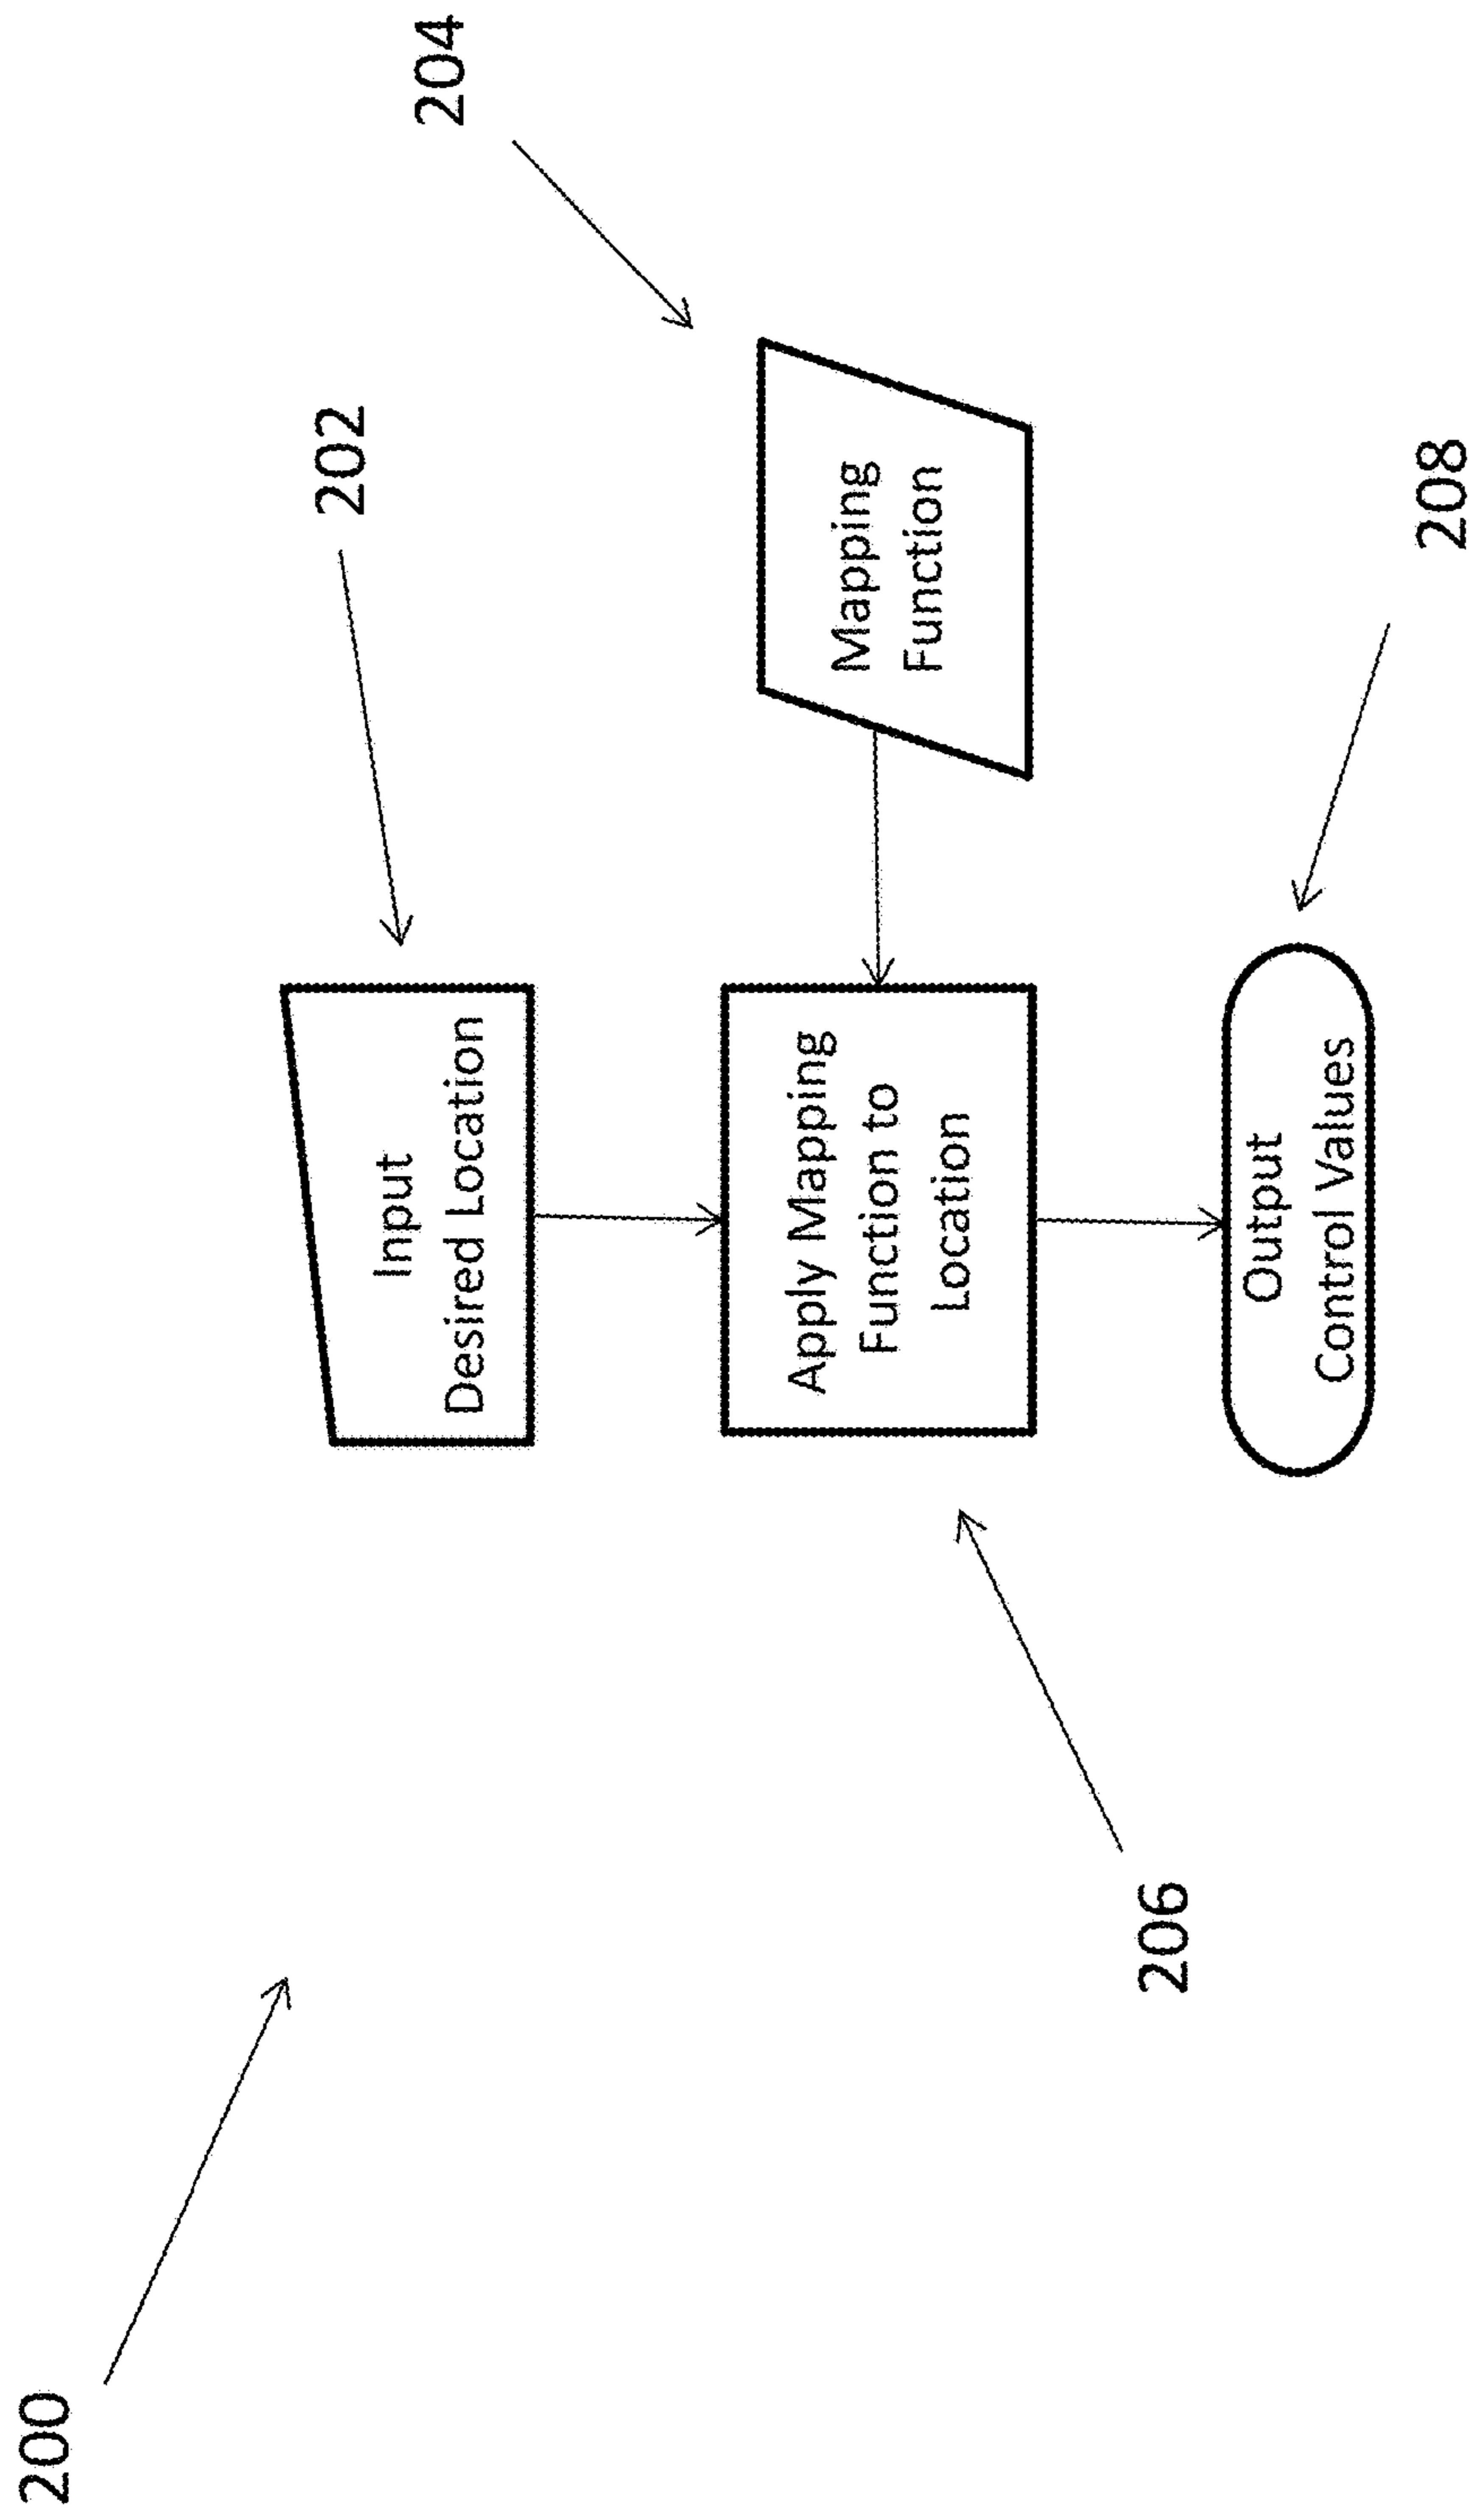 200
202
Input
Desired Location
204
Mapping
Function
206
Apply Mapping
Function to
Location
208
Output
Control Values